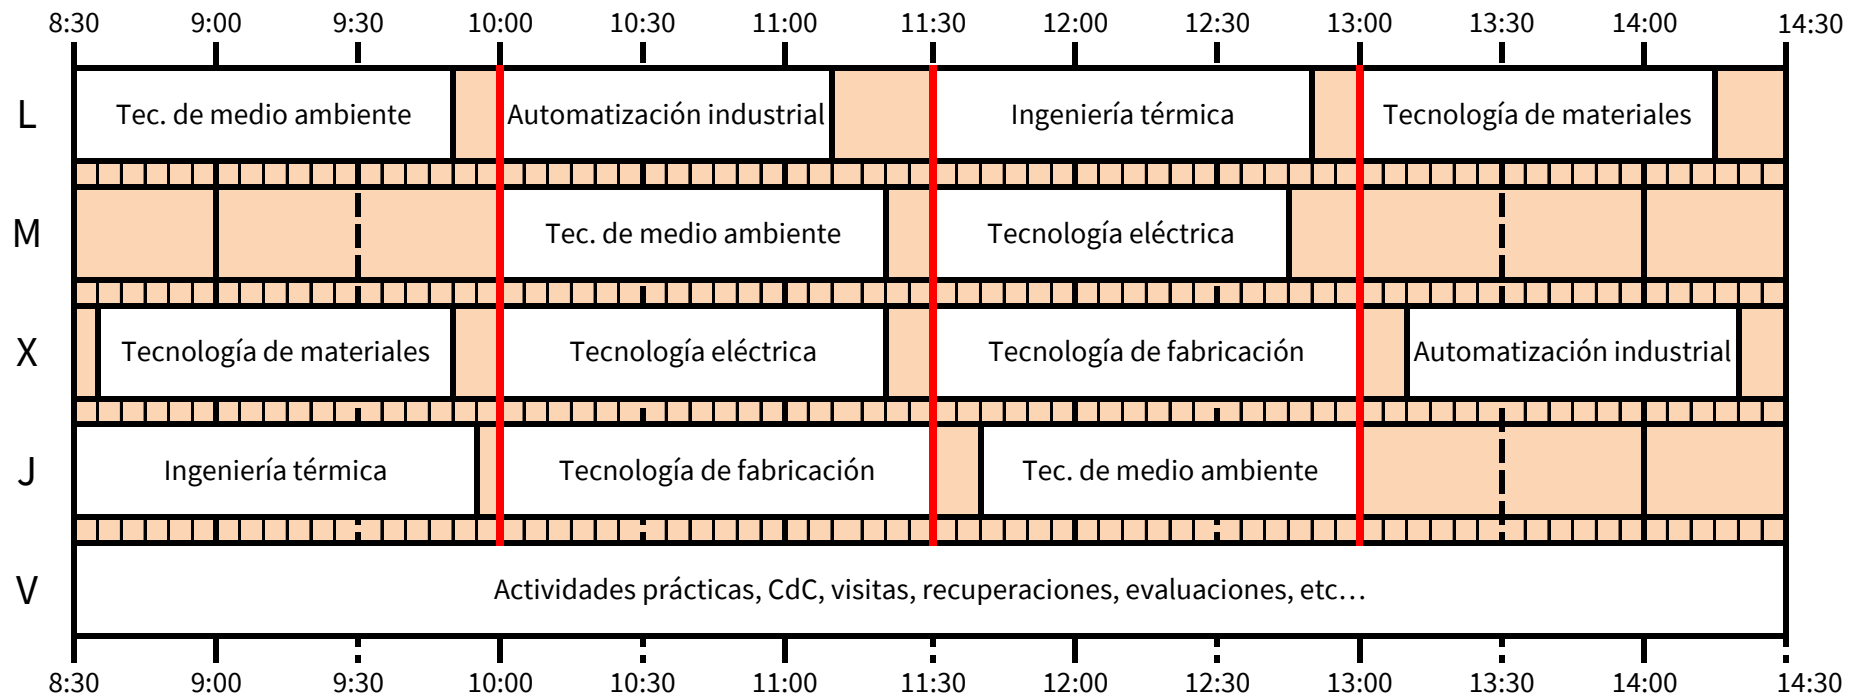 8:30 9:00 9:30 10:00 10:30 11:00 11:30 12:00 12:30 13:00 13:30 14:00 14:30
L Tec. de medio ambiente Automatización industrial Ingeniería térmica Tecnología de materiales
M Tec. de medio ambiente Tecnología eléctrica
X Tecnología de materiales Tecnología eléctrica Tecnología de fabricación Automatización industrial
J Ingeniería térmica Tecnología de fabricación Tec. de medio ambiente
V Actividades prácticas, CdC, visitas, recuperaciones, evaluaciones, etc…
8:30 9:00 9:30 10:00 10:30 11:00 11:30 12:00 12:30 13:00 13:30 14:00 14:30